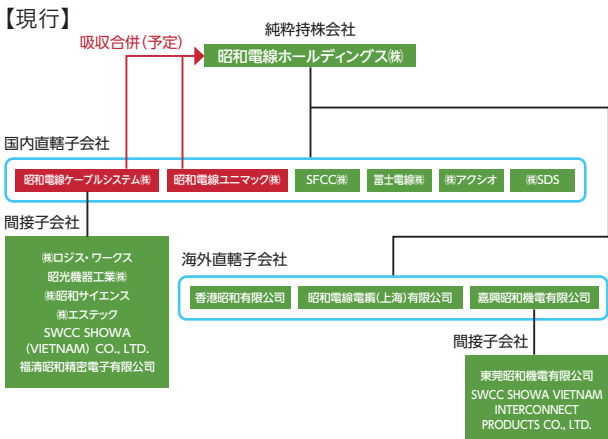 【現行】
純粋持株会社
吸収合併(予定)
昭和電線ホールディングス㈱
国内直轄子会社
昭和電線ケーブルシステム㈱
昭和電線ユニマック㈱
SFCC㈱
冨士電線㈱
㈱アクシオ
㈱SDS
間接子会社
㈱ロジス・ワークス
昭光機器工業㈱
㈱昭和サイエンス
㈱エステック
SWCC SHOWA
(VIETNAM) CO., LTD.
福清昭和精密電子有限公司
海外直轄子会社
香港昭和有限公司
昭和電線電纜(上海)有限公司
嘉興昭和機電有限公司
間接子会社
東莞昭和機電有限公司
SWCC SHOWA VIETNAM
INTERCONNECT
PRODUCTS CO., LTD.